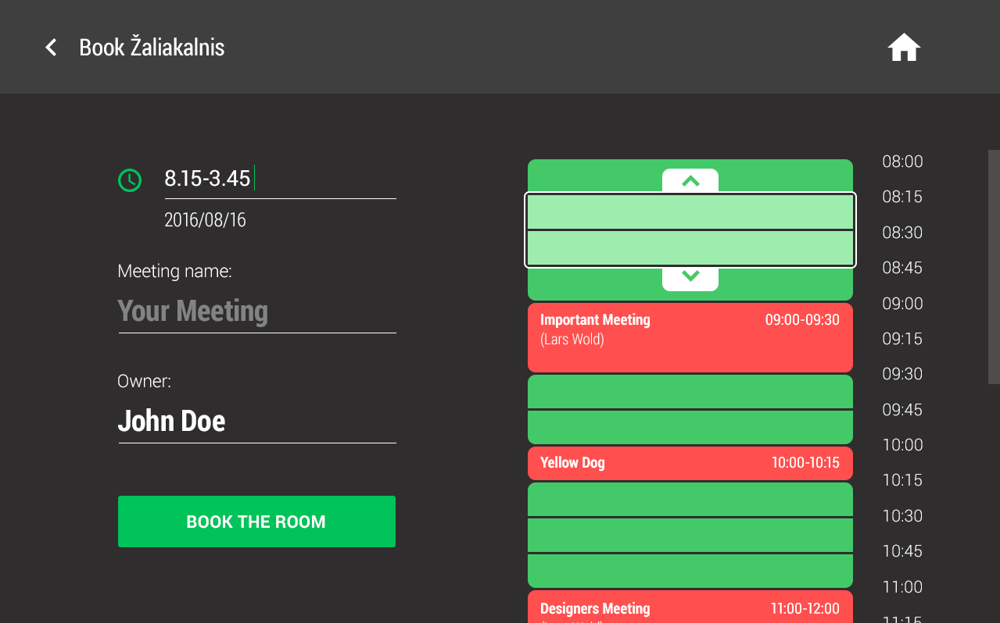 Book Žaliakalnis
8.15-3.45
2016/08/16
Meeting name:
Your Meeting
Owner:
John Doe
BOOK THE ROOM
Important Meeting 09:00-09:30
(Lars Wold)
Yellow Dog 10:00-10:15
Designers Meeting 11:00-12:00
08:00
08:15
08:30
08:45
09:00
09:15
09:30
09:45
10:00
10:15
10:30
10:45
11:00
11:15